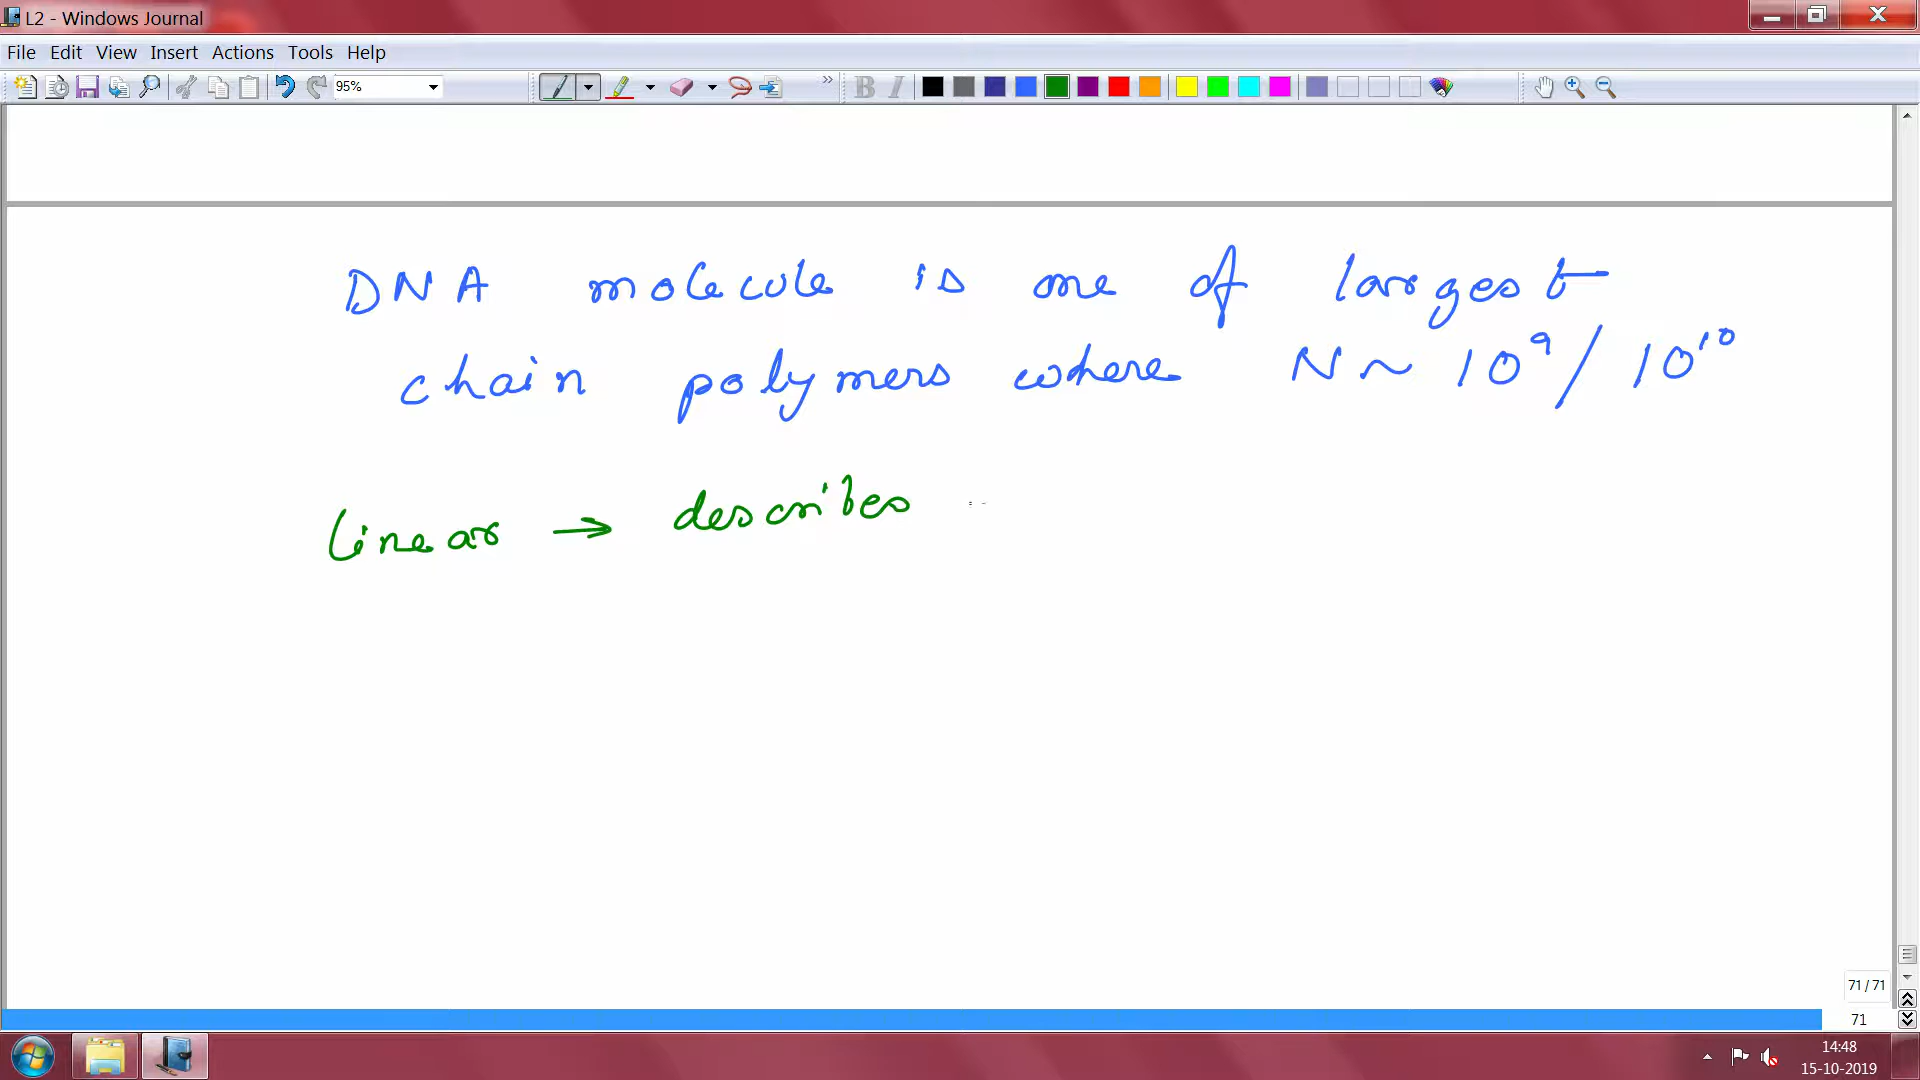 L2 - Windows Journal
File Edit View Insert Actions Tools Help
95%
DNA molecule is one of largest
chain polymers where N ~ 10⁹ / 10¹⁰
linear → describes
71 / 71
71
14:48
15-10-2019